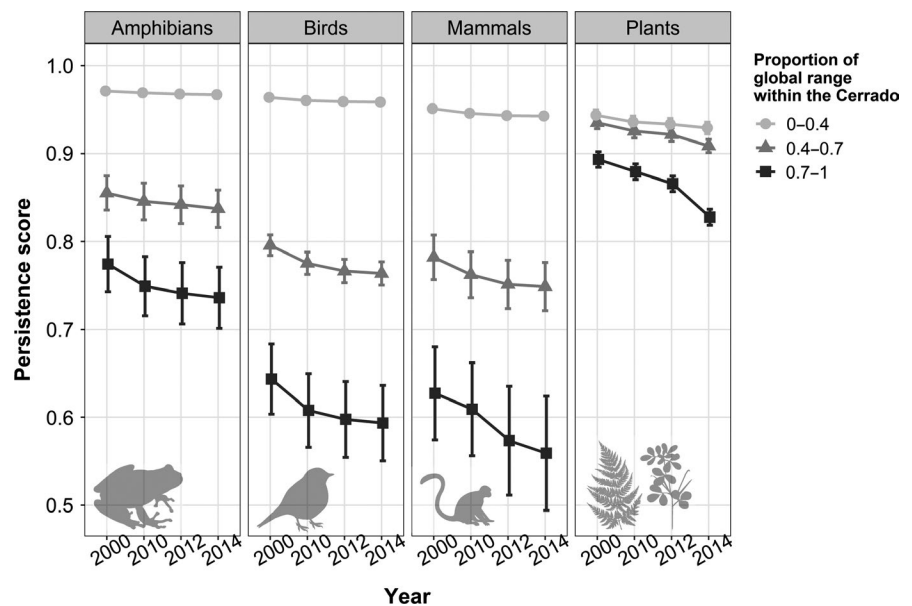 Amphibians
Birds
Mammals
Plants
Proportion of
global range
within the Cerrado
0–0.4
0.4–0.7
0.7–1
Persistence score
1.0
0.9
0.8
0.7
0.6
0.5
2000 2010 2012 2014
2000 2010 2012 2014
2000 2010 2012 2014
2000 2010 2012 2014
Year